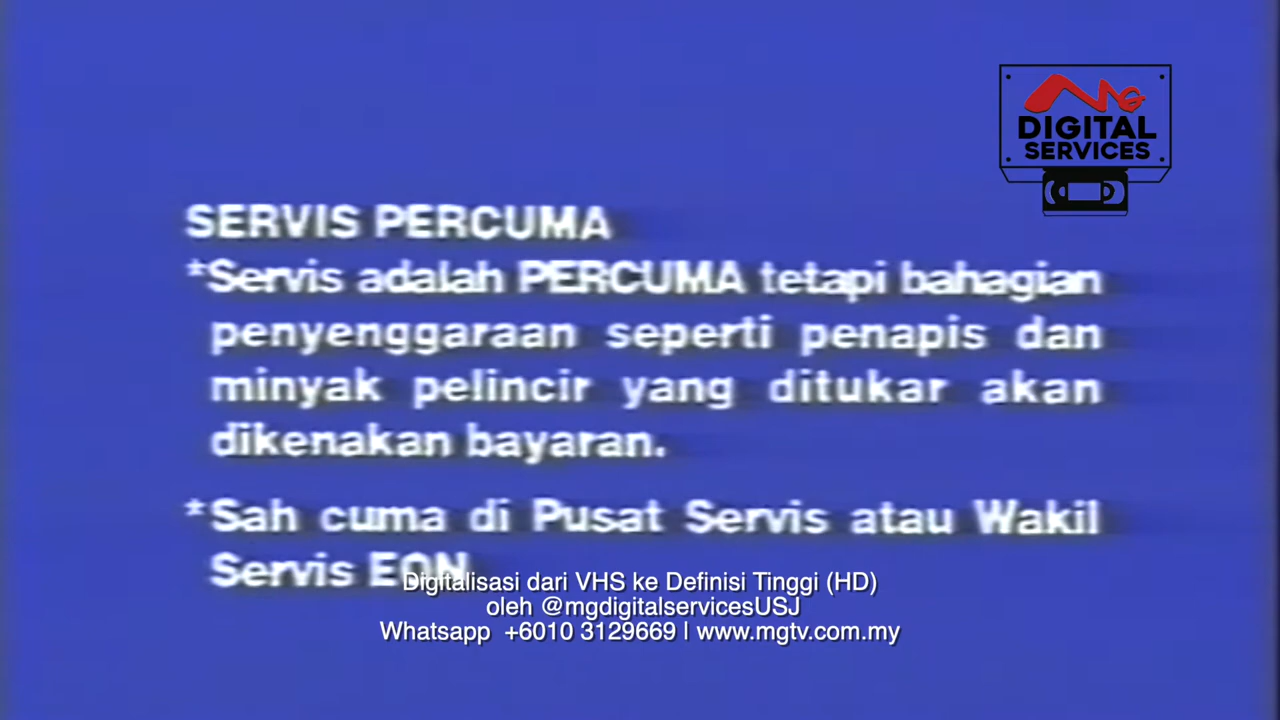 MG
DIGITAL
SERVICES
SERVIS PERCUMA
*Servis adalah PERCUMA tetapi bahagian
penyenggaraan seperti penapis dan
minyak pelincir yang ditukar akan
dikenakan bayaran.
*Sah cuma di Pusat Servis atau Wakil
Servis EON
Digitalisasi dari VHS ke Definisi Tinggi (HD)
oleh @mgdigitalservicesUSJ
Whatsapp +6010 3129669 | www.mgtv.com.my